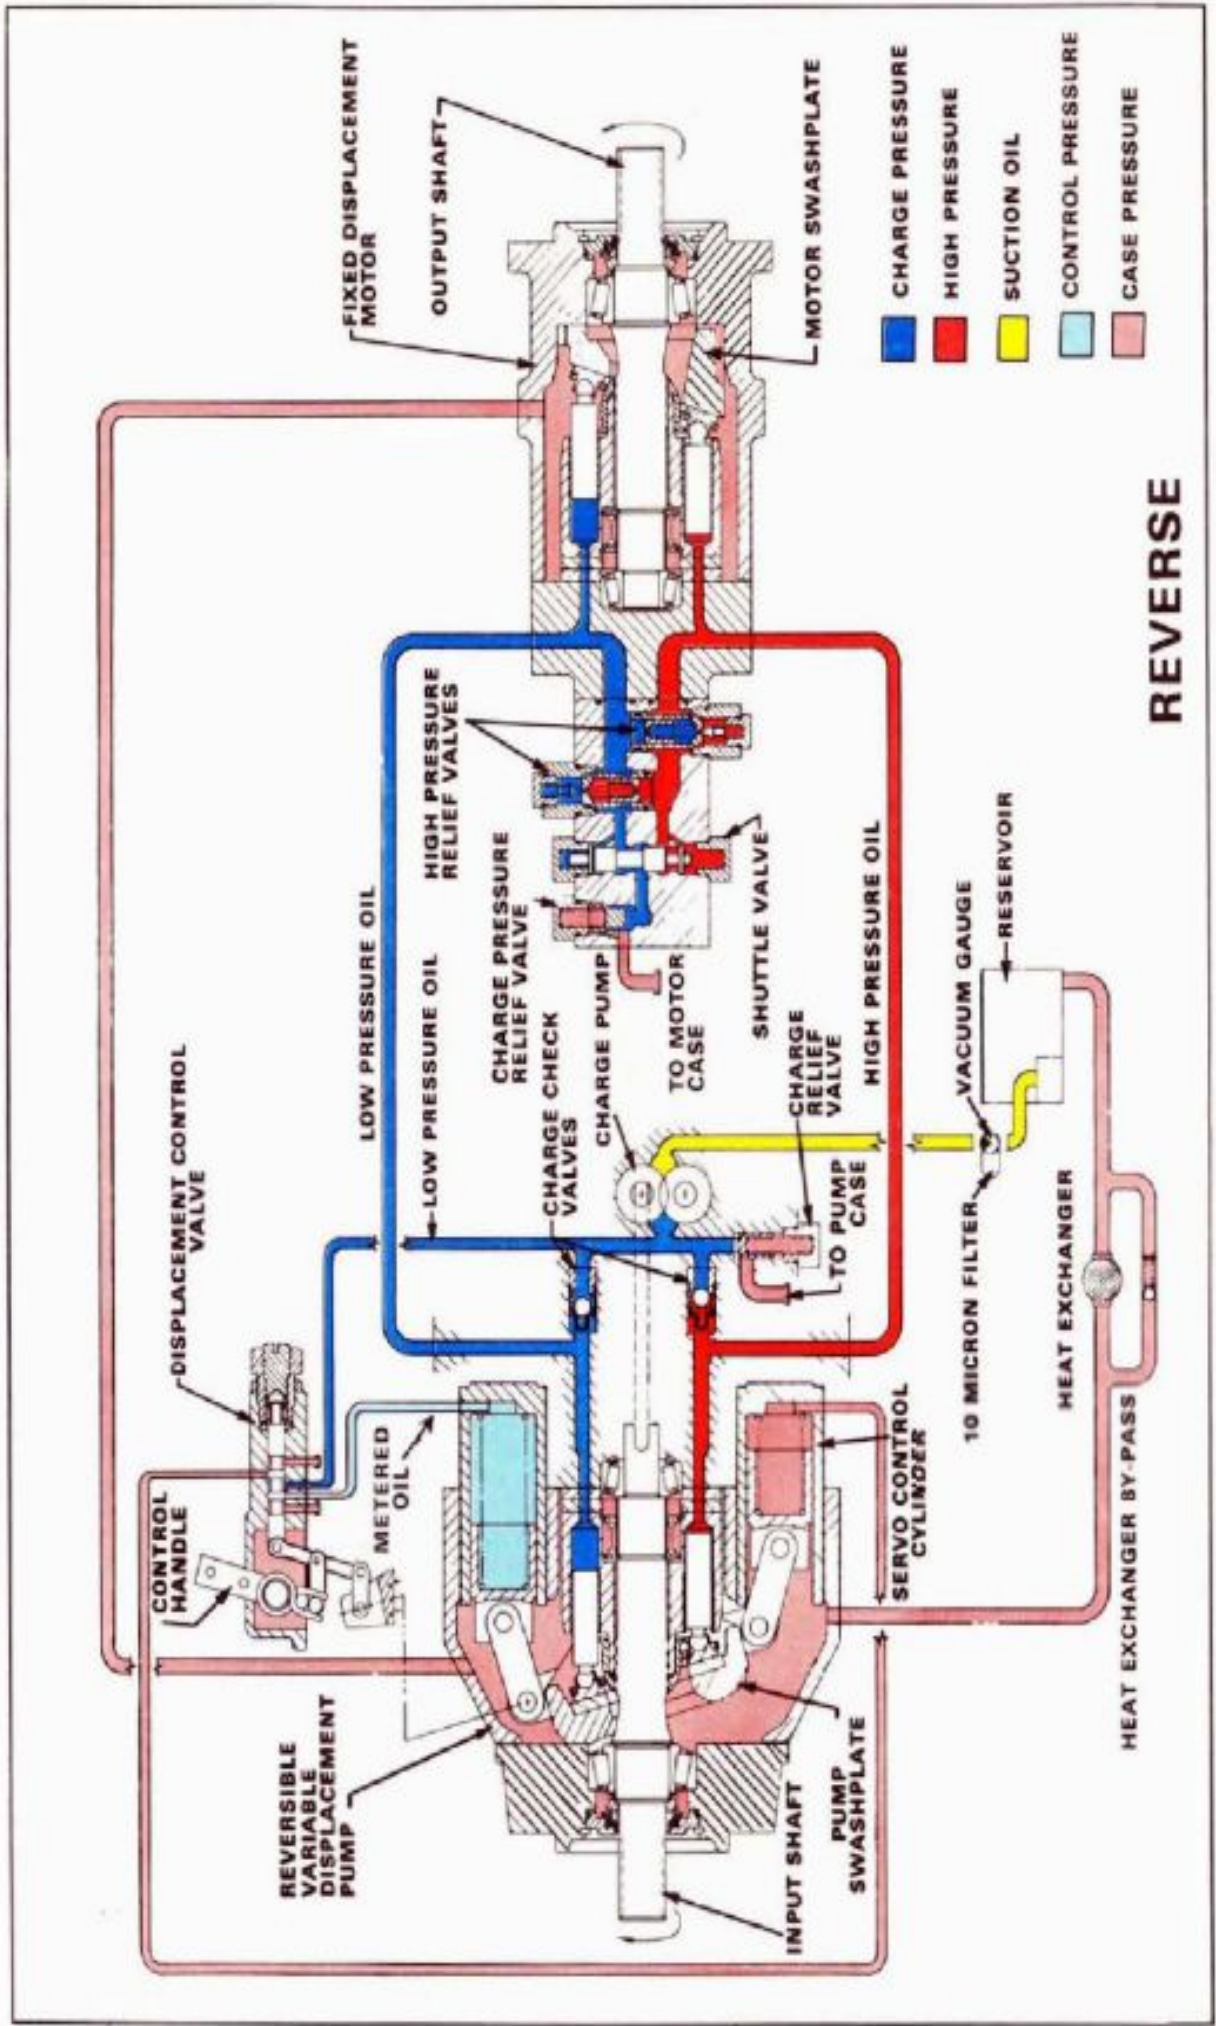 REVERSIBLE
VARIABLE
DISPLACEMENT
PUMP
CONTROL
HANDLE
DISPLACEMENT CONTROL
VALVE
METERED
OIL
LOW PRESSURE OIL
LOW PRESSURE OIL
CHARGE CHECK
VALVES
CHARGE PUMP
CHARGE PRESSURE
RELIEF VALVE
HIGH PRESSURE
RELIEF VALVES
FIXED DISPLACEMENT
MOTOR
OUTPUT SHAFT
TO MOTOR
CASE
SHUTTLE VALVE
MOTOR SWASHPLATE
INPUT SHAFT
PUMP
SWASHPLATE
SERVO CONTROL
CYLINDER
TO PUMP
CASE
CHARGE
RELIEF
VALVE
HIGH PRESSURE OIL
10 MICRON FILTER
VACUUM GAUGE
RESERVOIR
HEAT EXCHANGER
HEAT EXCHANGER BY-PASS
CHARGE PRESSURE
HIGH PRESSURE
SUCTION OIL
CONTROL PRESSURE
CASE PRESSURE
REVERSE